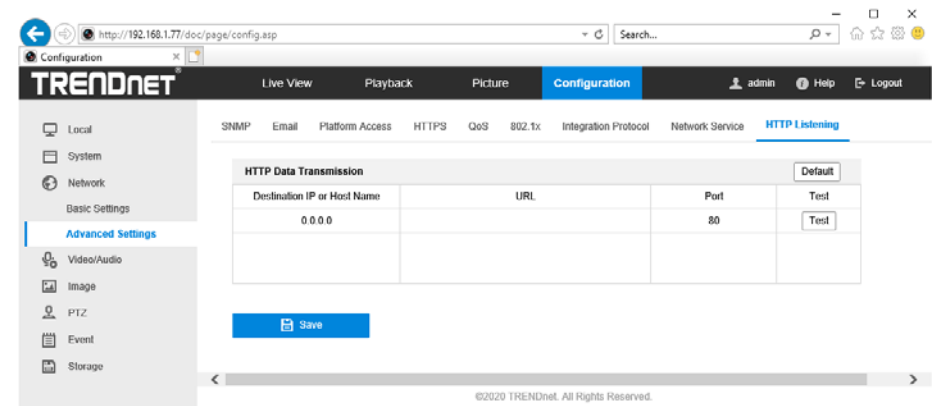 http://192.168.1.77/doc/page/config.asp
Search...
Configuration
TRENDnet®
Live View Playback Picture Configuration admin Help Logout
Local
System
Network
Basic Settings
Advanced Settings
Video/Audio
Image
PTZ
Event
Storage
SNMP Email Platform Access HTTPS QoS 802.1x Integration Protocol Network Service HTTP Listening
HTTP Data Transmission Default
Destination IP or Host Name URL Port Test
0.0.0.0 80 Test
Save
©2020 TRENDnet. All Rights Reserved.